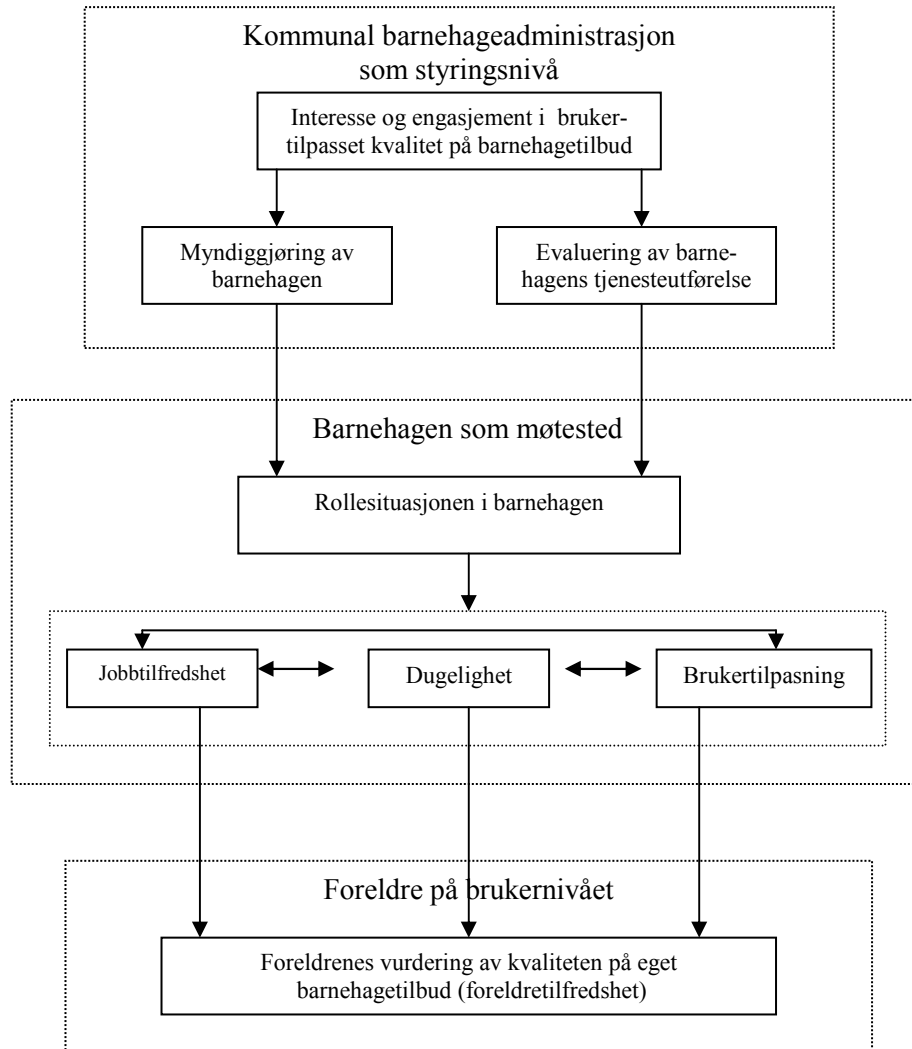 Kommunal barnehageadministrasjon
som styringsnivå
Interesse og engasjement i bruker-
tilpasset kvalitet på barnehagetilbud
Myndiggjøring av
barnehagen
Evaluering av barne-
hagens tjenesteutførelse
Barnehagen som møtested
Rollesituasjonen i barnehagen
Jobbtilfredshet
Dugelighet
Brukertilpasning
Foreldre på brukernivået
Foreldrenes vurdering av kvaliteten på eget
barnehagetilbud (foreldretilfredshet)